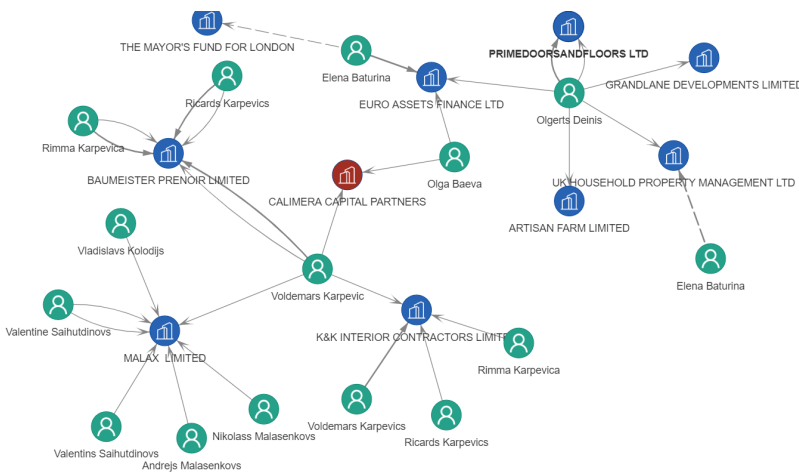 THE MAYOR'S FUND FOR LONDON
PRIMEDOORSANDFLOORS LTD
Elena Baturina
GRANDLANE DEVELOPMENTS LIMITED
EURO ASSETS FINANCE LTD
Ricards Karpevics
Olgerts Deinis
Rimma Karpevica
BAUMEISTER PRENOIR LIMITED
Olga Baeva
UK HOUSEHOLD PROPERTY MANAGEMENT LTD
CALIMERA CAPITAL PARTNERS
ARTISAN FARM LIMITED
Vladislavs Kolodijs
Elena Baturina
Voldemars Karpevic
Valentine Saihutdinovs
K&K INTERIOR CONTRACTORS LIMITE
MALAX LIMITED
Rimma Karpevica
Voldemars Karpevics
Nikolass Malasenkovs
Ricards Karpevics
Valentins Saihutdinovs
Andrejs Malasenkovs